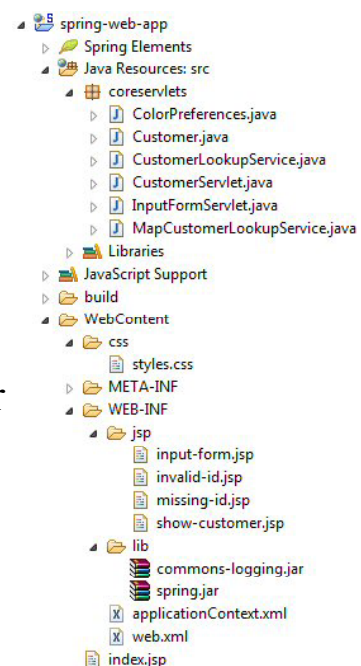 spring-web-app
Spring Elements
Java Resources: src
coreservlets
ColorPreferences.java
Customer.java
CustomerLookupService.java
CustomerServlet.java
InputFormServlet.java
MapCustomerLookupService.java
Libraries
JavaScript Support
build
WebContent
css
styles.css
META-INF
WEB-INF
jsp
input-form.jsp
invalid-id.jsp
missing-id.jsp
show-customer.jsp
lib
commons-logging.jar
spring.jar
applicationContext.xml
web.xml
index.jsp